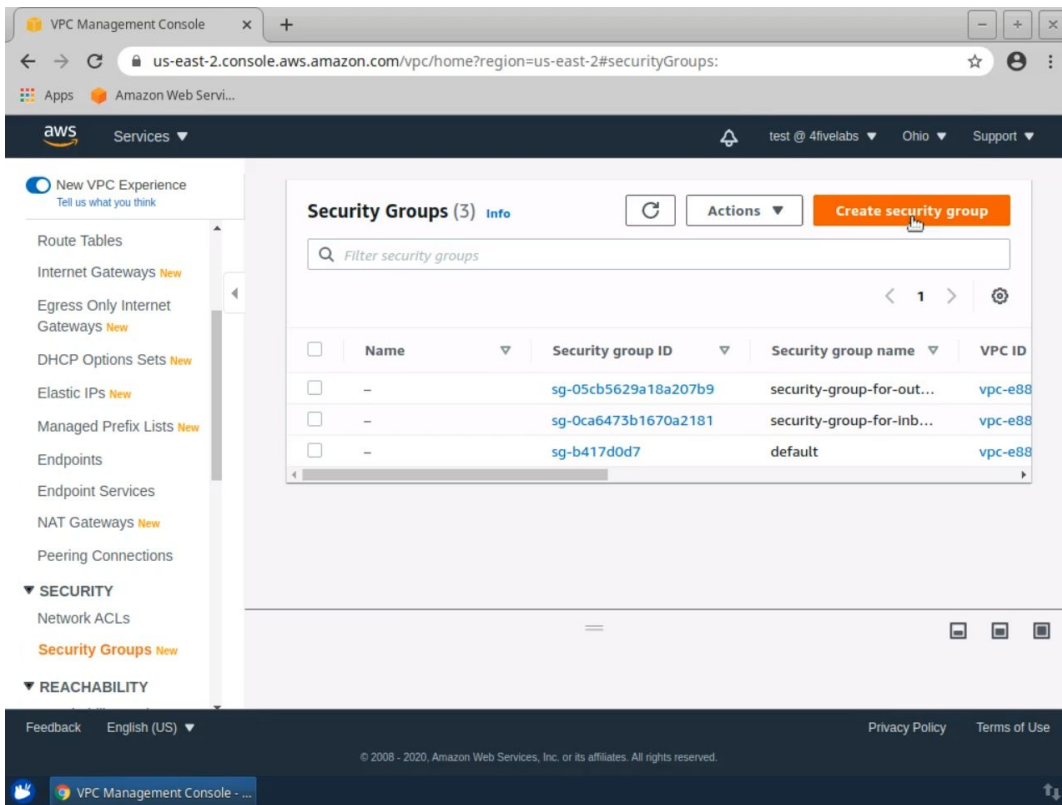 VPC Management Console
us-east-2.console.aws.amazon.com/vpc/home?region=us-east-2#securityGroups:
Apps Amazon Web Servi...
aws Services test @ 4fivelabs Ohio Support
New VPC Experience
Tell us what you think
Route Tables
Internet Gateways New
Egress Only Internet
Gateways New
DHCP Options Sets New
Elastic IPs New
Managed Prefix Lists New
Endpoints
Endpoint Services
NAT Gateways New
Peering Connections
SECURITY
Network ACLs
Security Groups New
REACHABILITY
Security Groups (3) Info Actions Create security group
Filter security groups
1
Name Security group ID Security group name VPC ID
– sg-05cb5629a18a207b9 security-group-for-out... vpc-e88
– sg-0ca6473b1670a2181 security-group-for-inb... vpc-e88
– sg-b417d0d7 default vpc-e88
Feedback English (US) Privacy Policy Terms of Use
© 2008 - 2020, Amazon Web Services, Inc. or its affiliates. All rights reserved.
VPC Management Console - ...